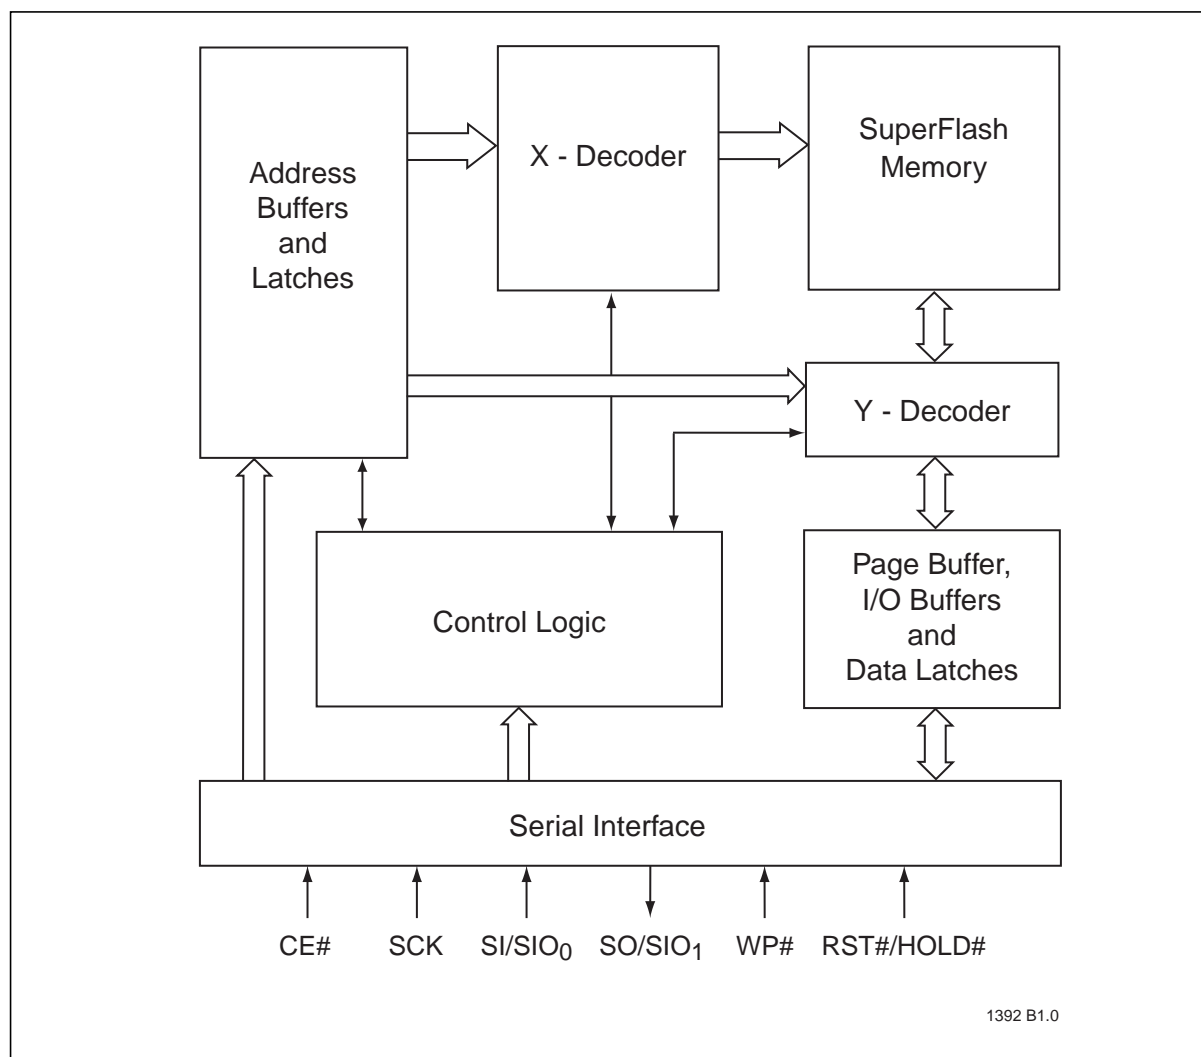 Address
Buffers
and
Latches
X - Decoder
SuperFlash
Memory
Y - Decoder
Control Logic
Page Buffer,
I/O Buffers
and
Data Latches
Serial Interface
CE# SCK SI/SIO0 SO/SIO1 WP# RST#/HOLD#
1392 B1.0